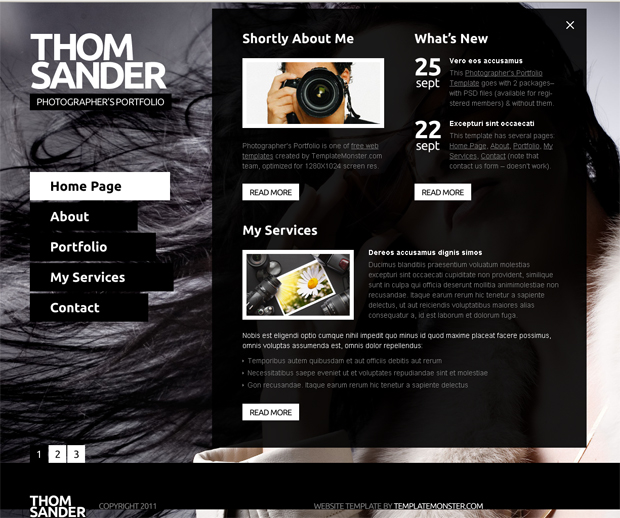 THOM
SANDER
PHOTOGRAPHER'S PORTFOLIO
Home Page
About
Portfolio
My Services
Contact
1 2 3
Shortly About Me
Photographer's Portfolio is one of free web
templates created by TemplateMonster.com
team, optimized for 1280X1024 screen res.
READ MORE
What's New
25
sept
Vero eos accusamus
This Photographer's Portfolio
Template goes with 2 packages–
with PSD files (available for regi-
stered members) & without them.
22
sept
Excepturi sint occaecati
This template has several pages:
Home Page, About, Portfolio, My
Services, Contact (note that
contact us form – doesn't work).
READ MORE
My Services
Dereos accusamus dignis simos
Ducimus blanditiis praesentium voluatum molestias
excepturi sint occaecati cupiditate non provident, similique
sunt in culpa qui officia deserunt mollitia animimolestiae non
recusandae. Itaque earum rerum hic tenetur a sapiente
delectus, ut aut reiciendis voluptatibus maiores alias
consequatur a, id est laborum et dolorum fuga.
Nobis est eligendi optio cumque nihil impedit quo minus id quod maxime placeat facere possimus,
omnis voluptas assumenda est, omnis dolor repellendus:
Temporibus autem quibusdam et aut officiis debitis aut rerum
Necessitatibus saepe eveniet ut et voluptates repudiandae sint et molestiae
Gon recusandae. Itaque earum rerum hic tenetur a sapiente delectus
READ MORE
THOM
SANDER
COPYRIGHT 2011
WEBSITE TEMPLATE BY TEMPLATEMONSTER.COM